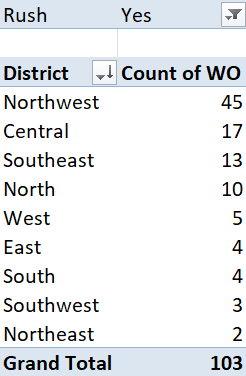 Rush Yes
District Count of WO
Northwest 45
Central 17
Southeast 13
North 10
West 5
East 4
South 4
Southwest 3
Northeast 2
Grand Total 103